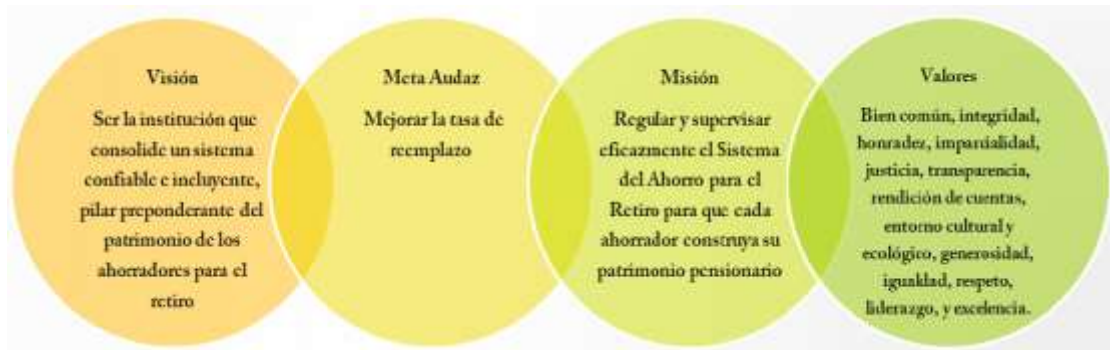 Visión
Ser la institución que
consolide un sistema
confiable e incluyente,
pilar preponderante del
patrimonio de los
ahorradores para el
retiro
Meta Audaz
Mejorar la tasa de
reemplazo
Misión
Regular y supervisar
eficazmente el Sistema
del Ahorro para el
Retiro para que cada
ahorrador construya su
patrimonio pensionario
Valores
Bien común, integridad,
honradez, imparcialidad,
justicia, transparencia,
rendición de cuentas,
entorno cultural y
ecológico, generosidad,
igualdad, respeto,
liderazgo, y excelencia.